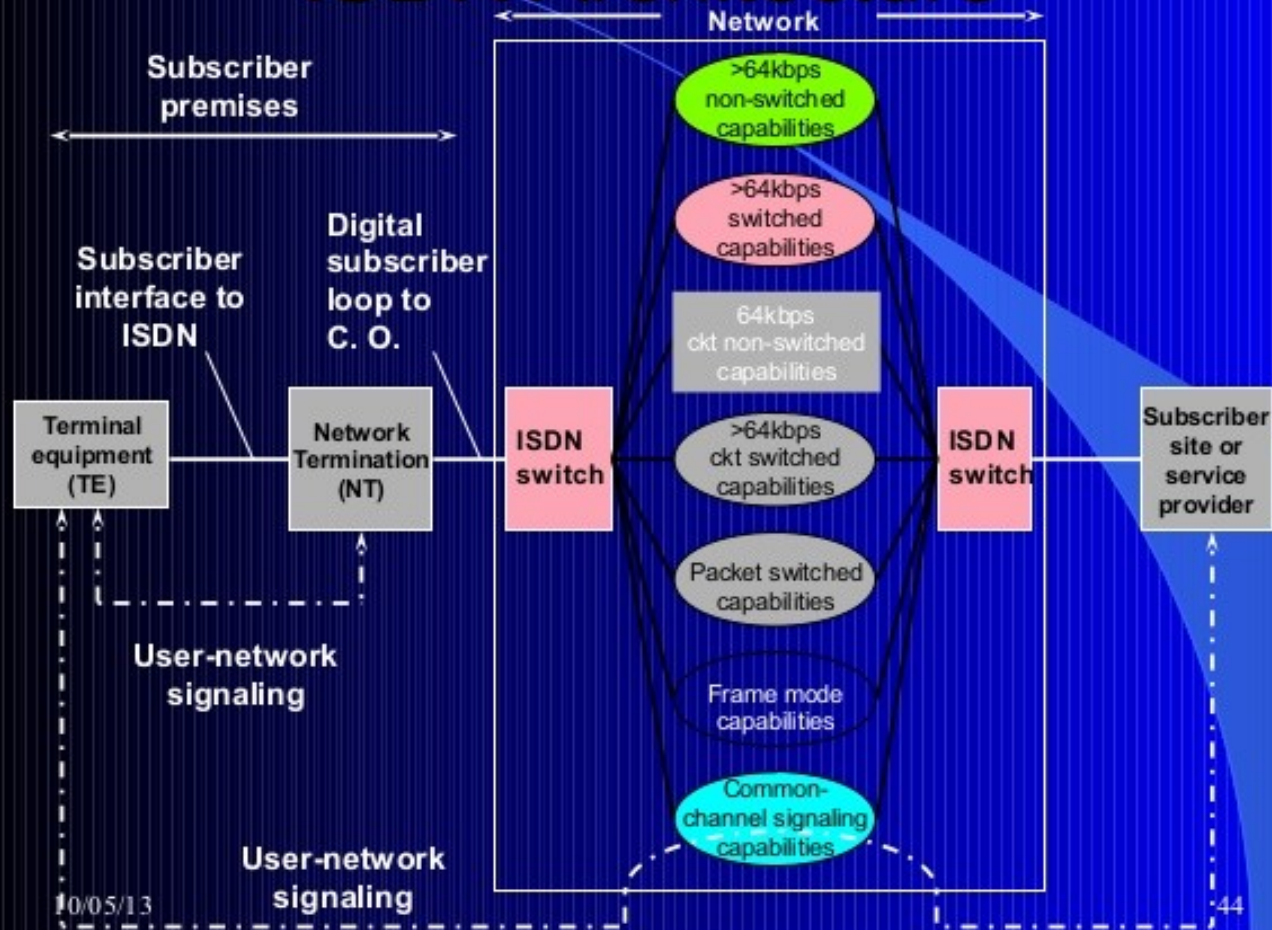 Network
Subscriber
premises
>64kbps
non-switched
capabilities
>64kbps
switched
capabilities
Digital
subscriber
loop to
C. O.
Subscriber
interface to
ISDN
64kbps
ckt non-switched
capabilities
Terminal
equipment
(TE)
Network
Termination
(NT)
ISDN
switch
>64kbps
ckt switched
capabilities
ISDN
switch
Subscriber
site or
service
provider
Packet switched
capabilities
User-network
signaling
Frame mode
capabilities
Common-
channel signaling
capabilities
User-network
signaling
10/05/13
44